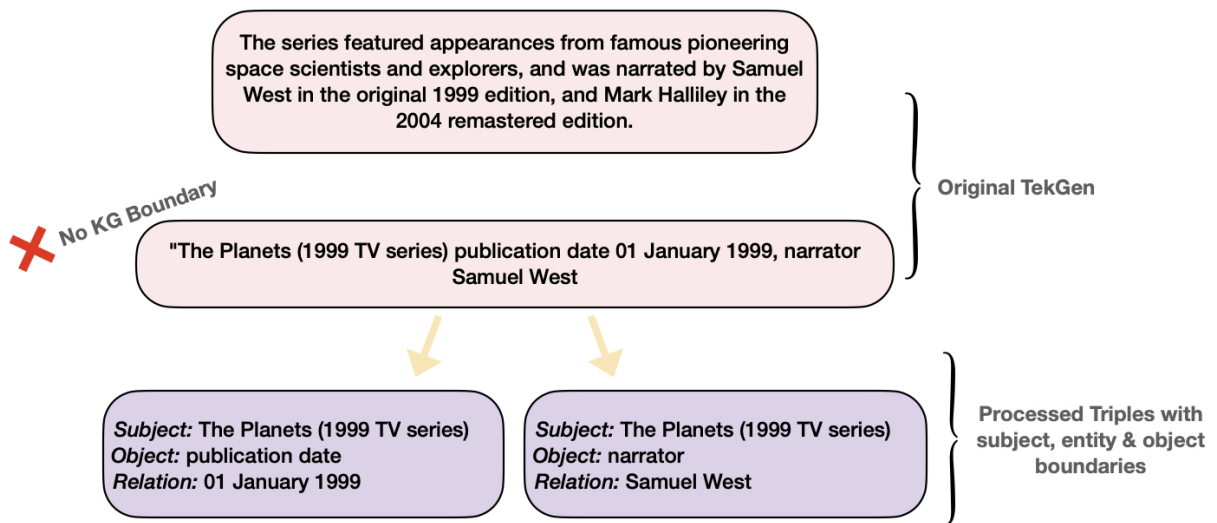 The series featured appearances from famous pioneering
space scientists and explorers, and was narrated by Samuel
West in the original 1999 edition, and Mark Halliley in the
2004 remastered edition.
Original TekGen
No KG Boundary
"The Planets (1999 TV series) publication date 01 January 1999, narrator
Samuel West
Subject: The Planets (1999 TV series)
Object: publication date
Relation: 01 January 1999
Subject: The Planets (1999 TV series)
Object: narrator
Relation: Samuel West
Processed Triples with
subject, entity & object
boundaries